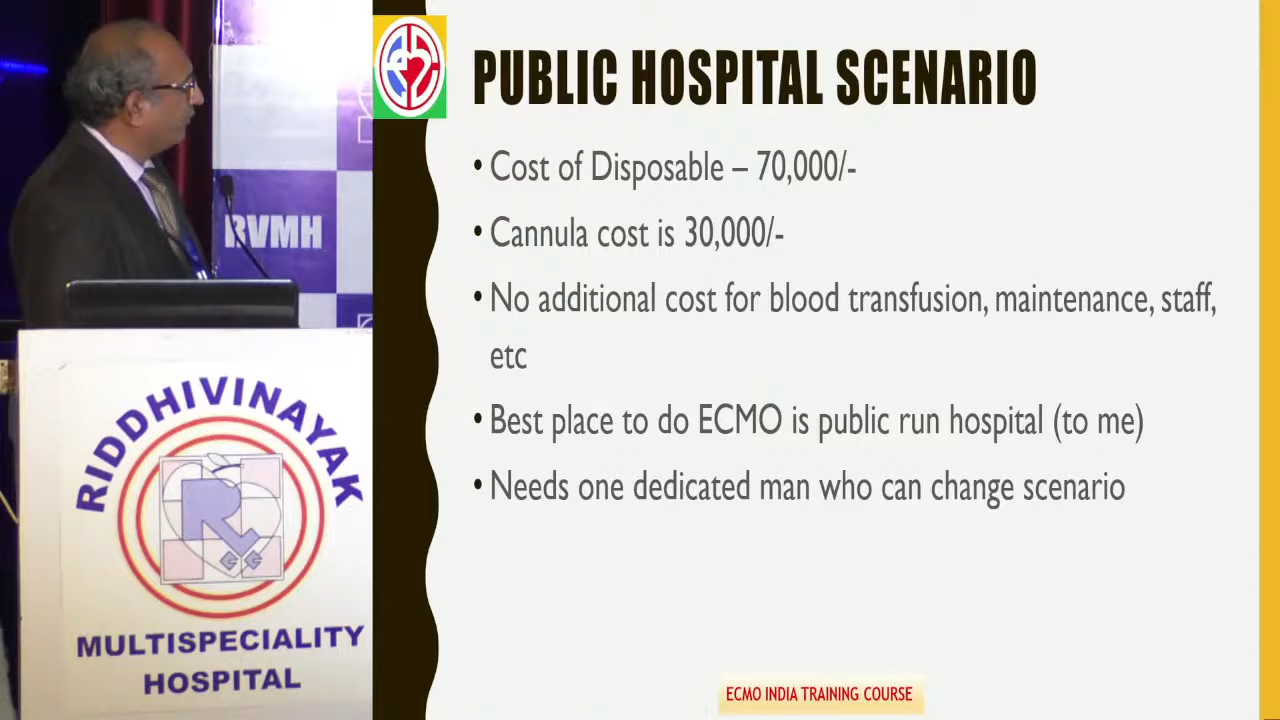 RVMH
RIDDHIVINAYAK
MULTISPECIALITY
HOSPITAL
PUBLIC HOSPITAL SCENARIO
• Cost of Disposable – 70,000/-
• Cannula cost is 30,000/-
• No additional cost for blood transfusion, maintenance, staff,
etc
• Best place to do ECMO is public run hospital (to me)
• Needs one dedicated man who can change scenario
ECMO INDIA TRAINING COURSE